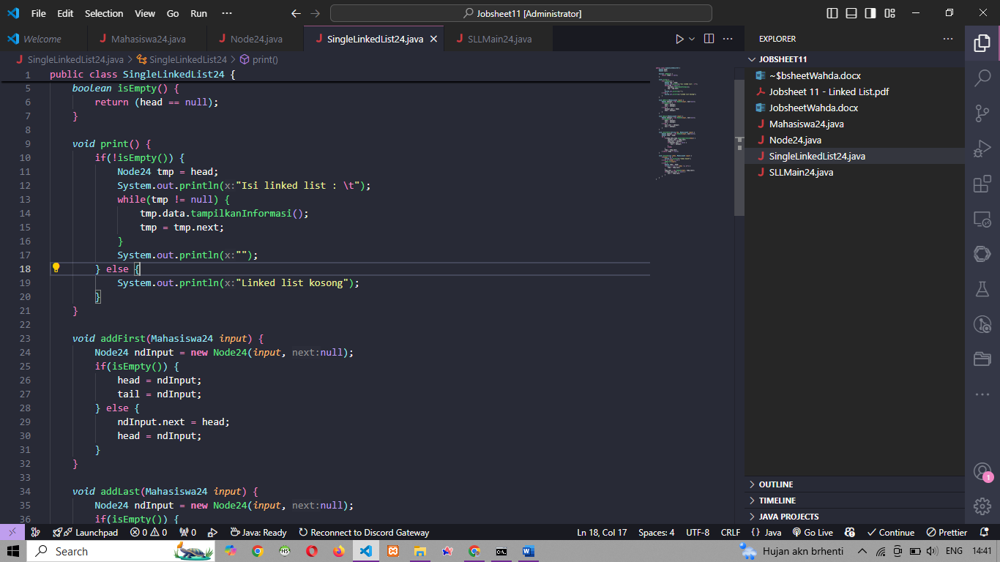 File Edit Selection View Go Run ··· Jobsheet11 [Administrator]
Welcome Mahasiswa24.java Node24.java SingleLinkedList24.java SLLMain24.java
SingleLinkedList24.java > SingleLinkedList24 > print()
1 public class SingleLinkedList24 {
5 boolean isEmpty() {
6 return (head == null);
7 }
8
9 void print() {
10 if(!isEmpty()) {
11 Node24 tmp = head;
12 System.out.println(x:"Isi linked list : \t");
13 while(tmp != null) {
14 tmp.data.tampilkanInformasi();
15 tmp = tmp.next;
16 }
17 System.out.println(x:"");
18 } else {
19 System.out.println(x:"Linked list kosong");
20 }
21 }
22
23 void addFirst(Mahasiswa24 input) {
24 Node24 ndInput = new Node24(input, next:null);
25 if(isEmpty()) {
26 head = ndInput;
27 tail = ndInput;
28 } else {
29 ndInput.next = head;
30 head = ndInput;
31 }
32 }
33
34 void addLast(Mahasiswa24 input) {
35 Node24 ndInput = new Node24(input, next:null);
36 if(isEmpty()) {
EXPLORER
JOBSHEET11
~$bsheetWahda.docx
Jobsheet 11 - Linked List.pdf
JobsheetWahda.docx
Mahasiswa24.java
Node24.java
SingleLinkedList24.java
SLLMain24.java
OUTLINE
TIMELINE
JAVA PROJECTS
1
Launchpad 0 0 0 Java: Ready Reconnect to Discord Gateway Ln 18, Col 17 Spaces: 4 UTF-8 CRLF {} Java Go Live Continue Prettier
Search Hujan akn brhenti ENG 14:41